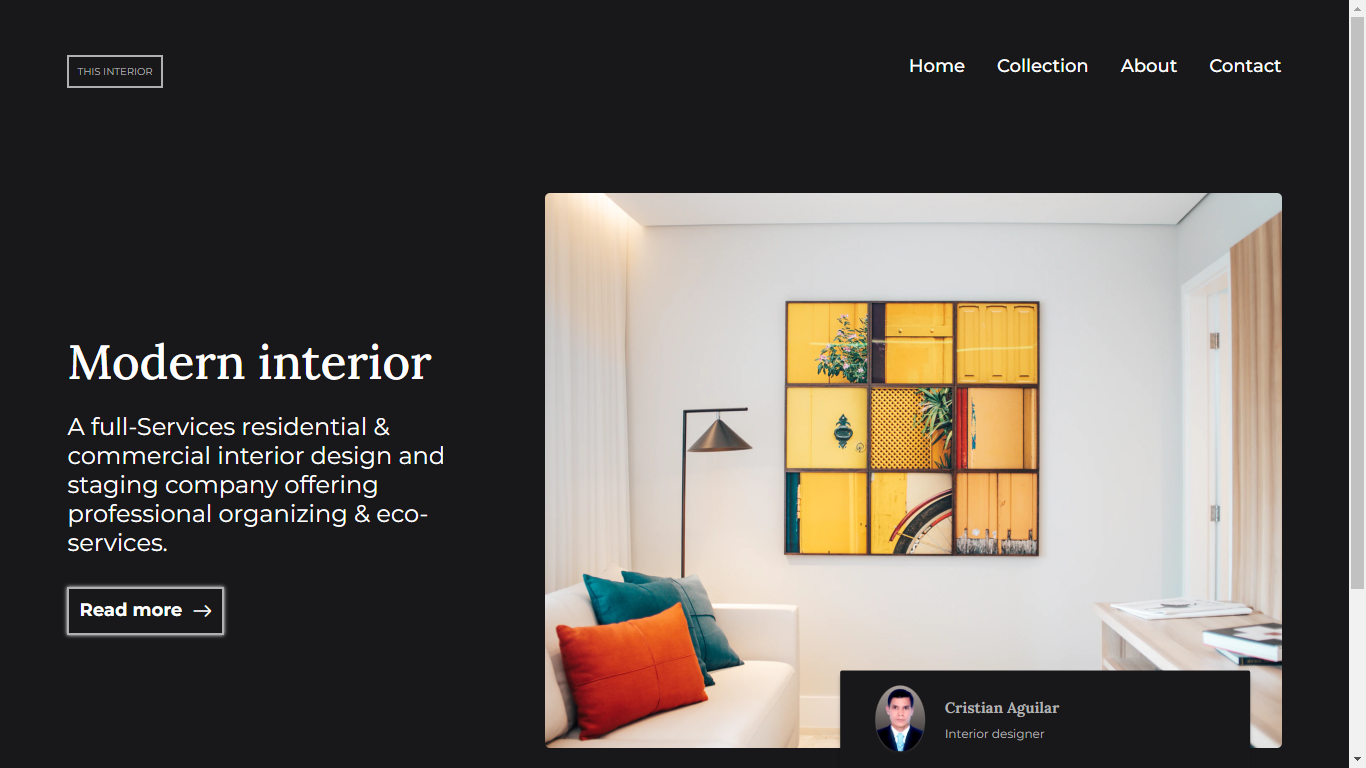 THIS INTERIOR
Home Collection About Contact
Modern interior
A full-Services residential &
commercial interior design and
staging company offering
professional organizing & eco-
services.
Read more →
Cristian Aguilar
Interior designer